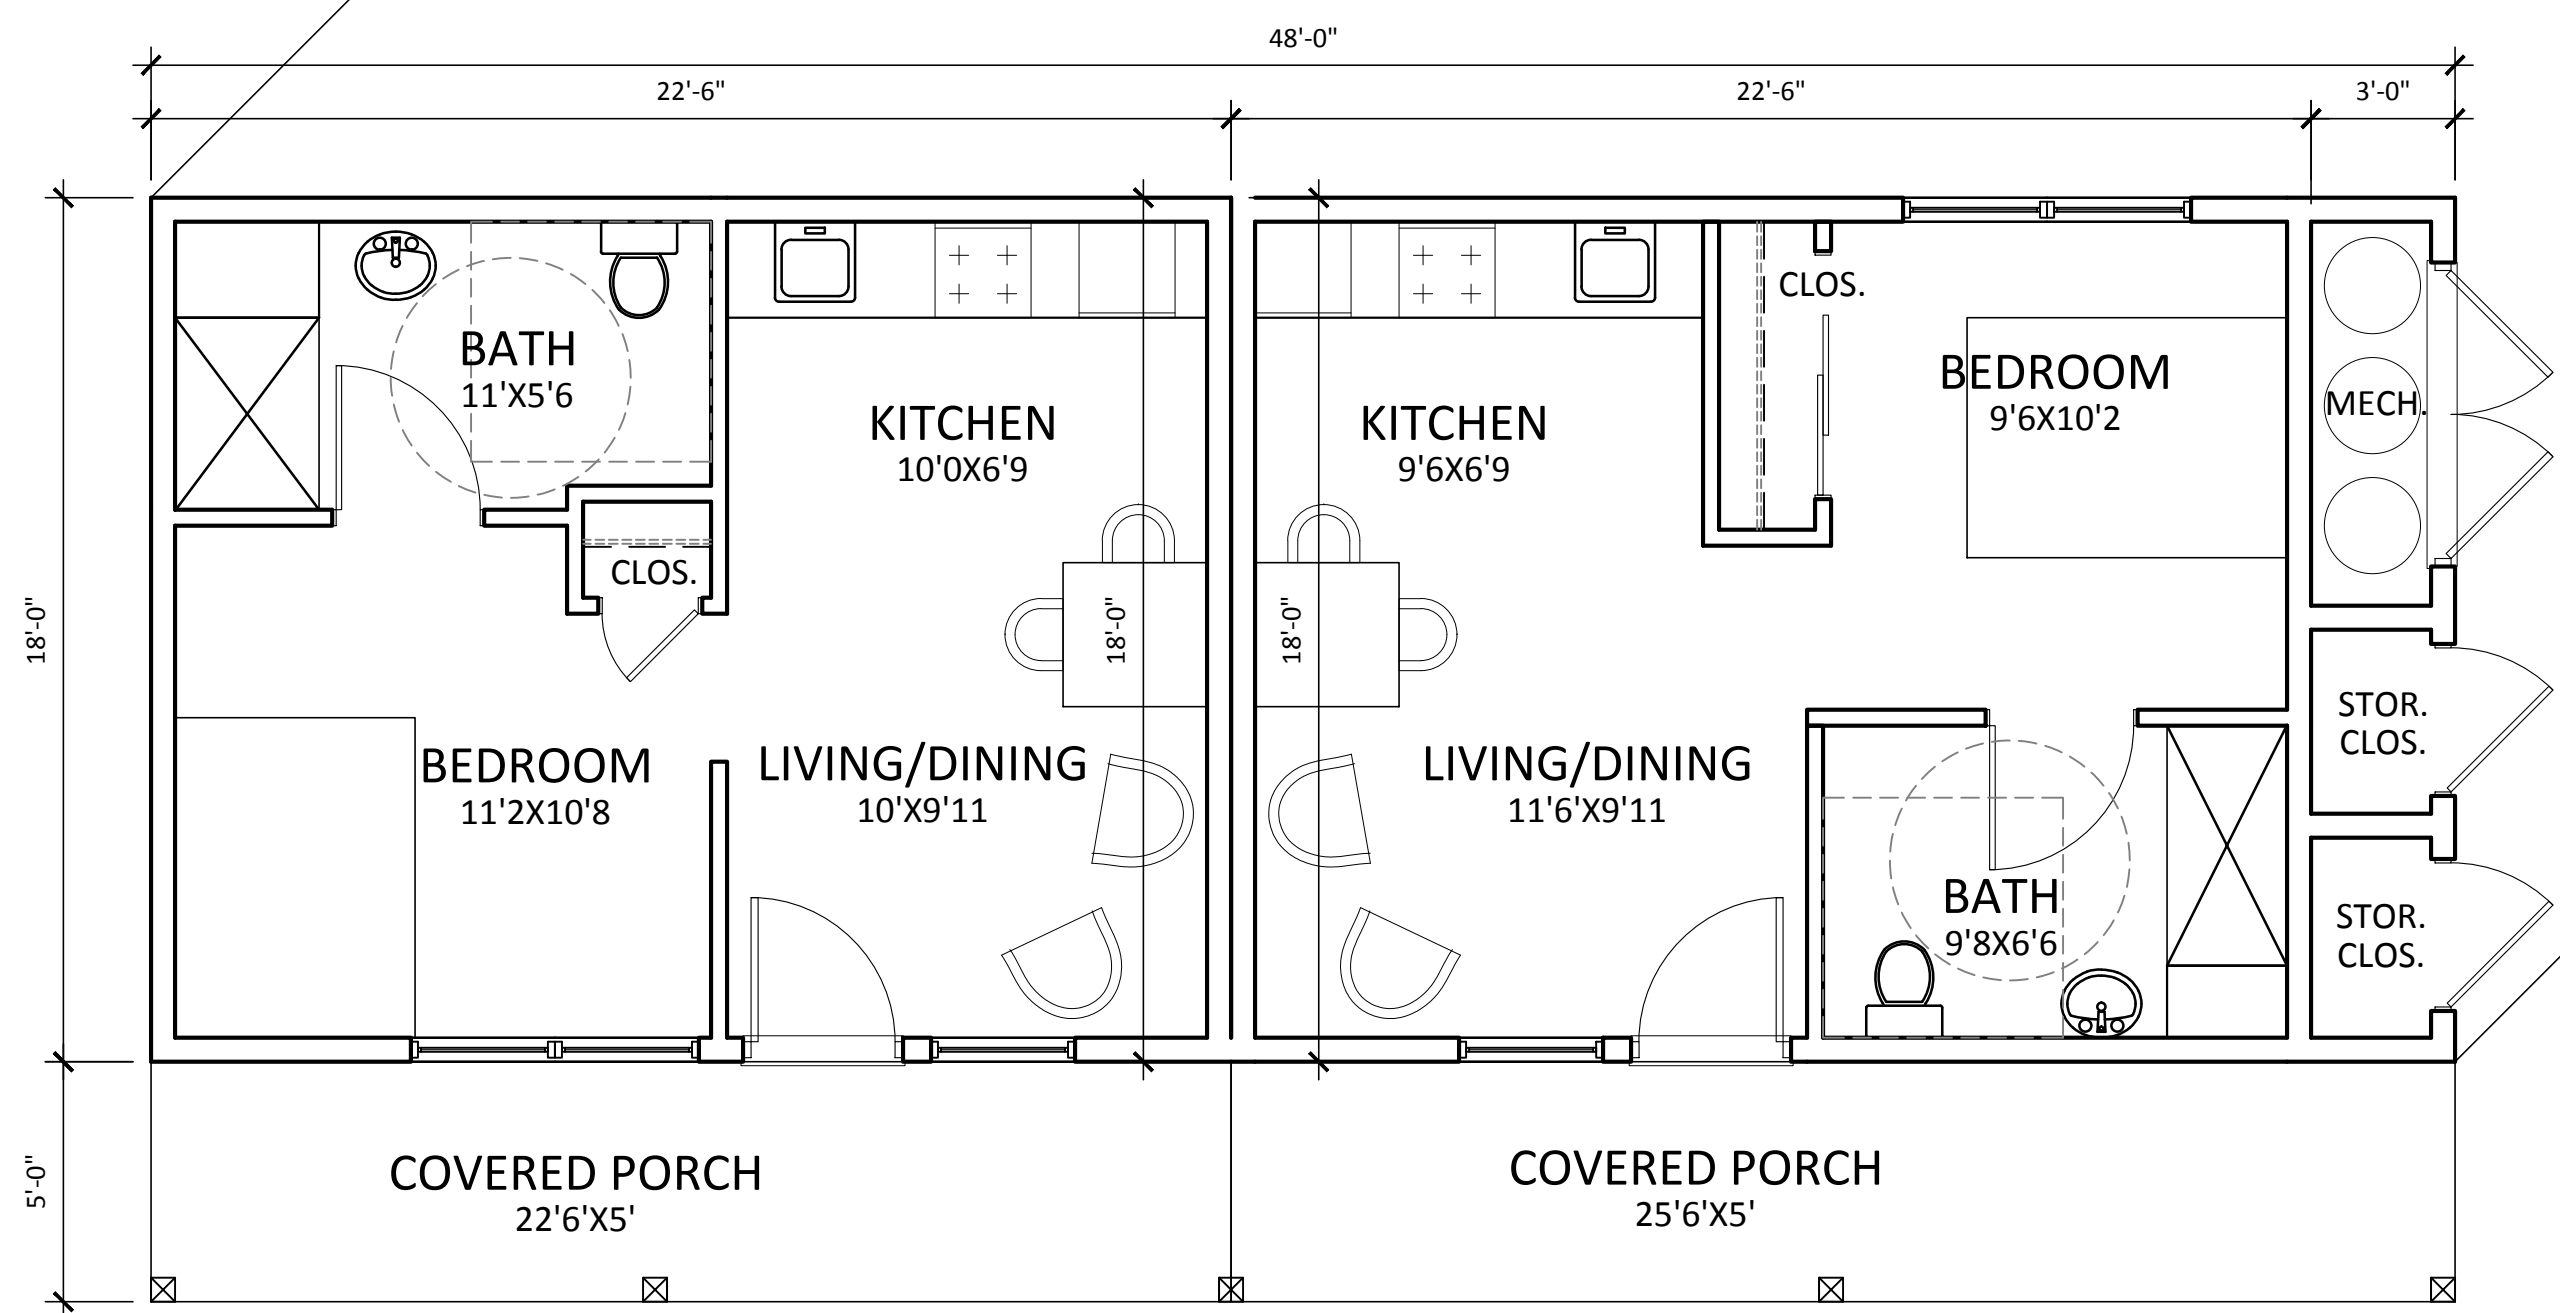 48'-0"
22'-6"
22'-6"
3'-0"
BATH
11'X5'6
KITCHEN
10'0X6'9
KITCHEN
9'6X6'9
CLOS.
BEDROOM
9'6X10'2
MECH.
CLOS.
18'-0"
18'-0"
18'-0"
BEDROOM
11'2X10'8
LIVING/DINING
10'X9'11
LIVING/DINING
11'6'X9'11
STOR.
CLOS.
BATH
9'8X6'6
STOR.
CLOS.
5'-0"
COVERED PORCH
22'6'X5'
COVERED PORCH
25'6'X5'